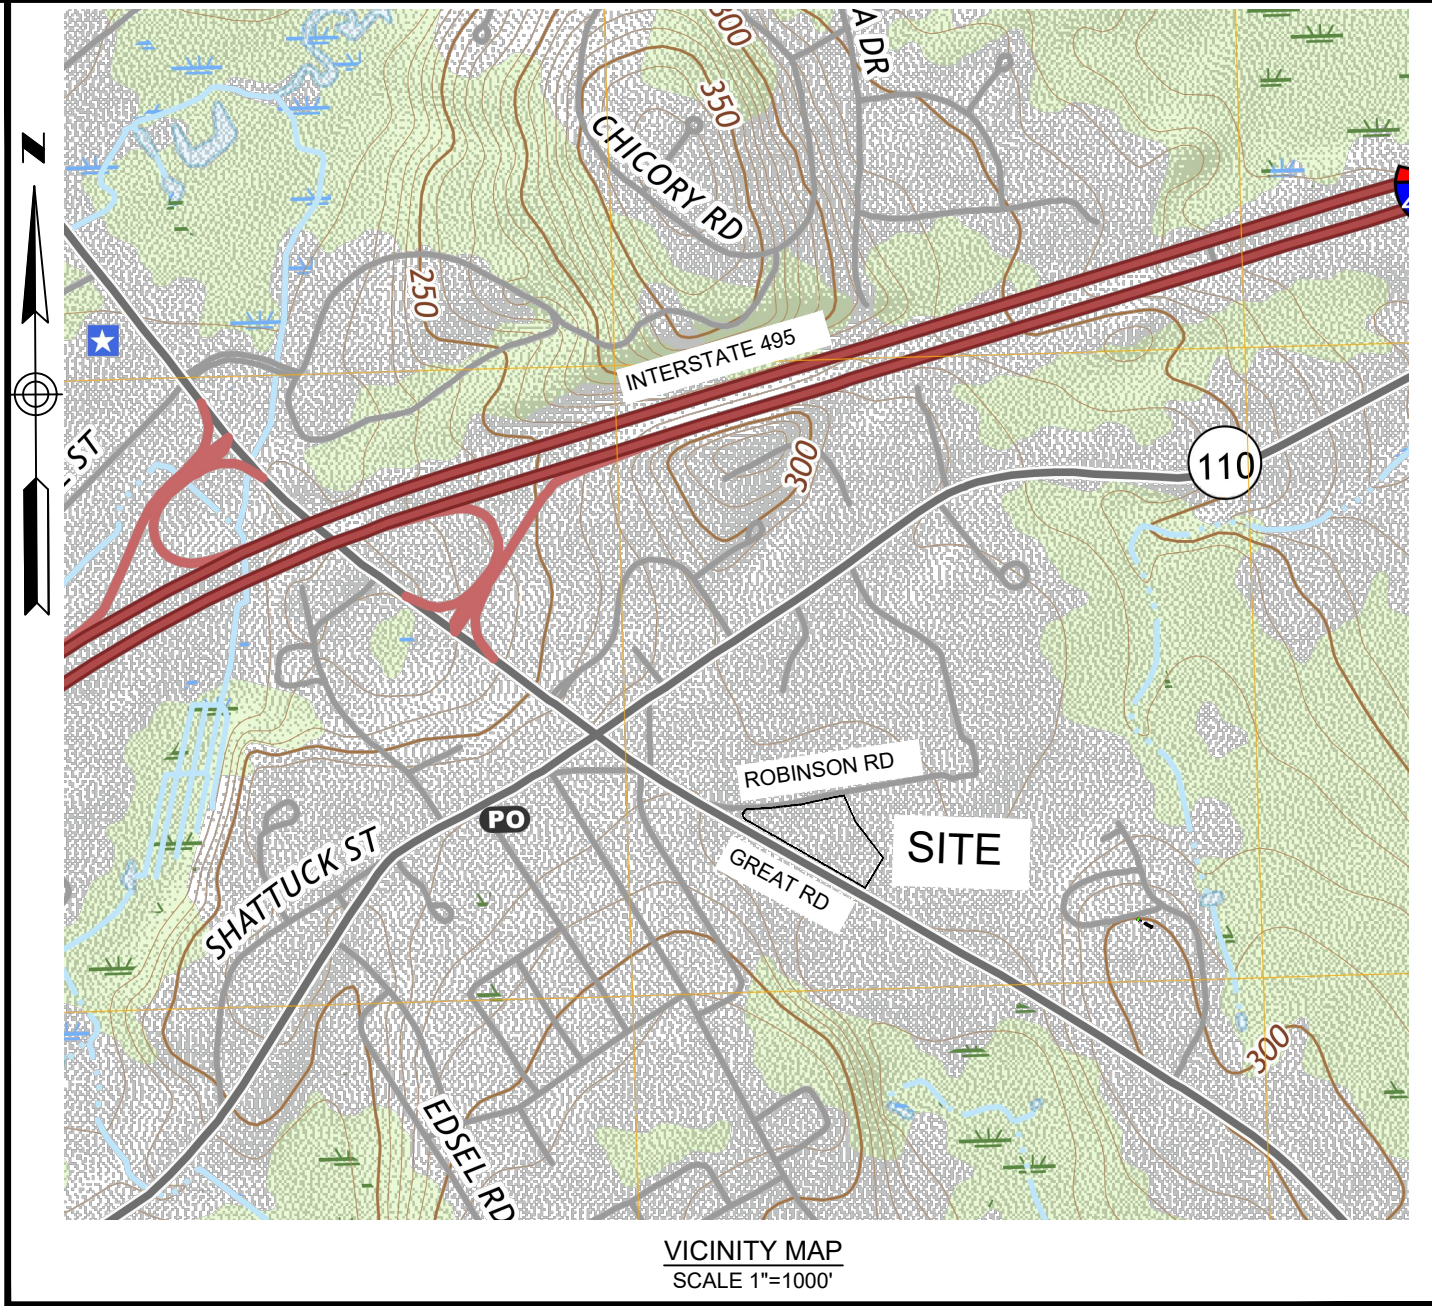 300
A DR
350
CHICORY RD
N
250
INTERSTATE 495
ST
300
110
ROBINSON RD
PO
SITE
GREAT RD
SHATTUCK ST
300
EDSEL RD
VICINITY MAP
SCALE 1"=1000'